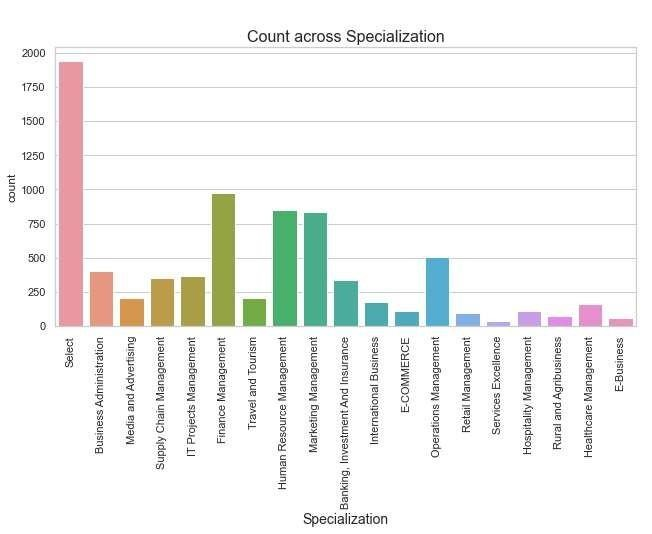 Count across Specialization
2000
1750
1500
1250
1000
750
500
250
0
count
Select
Business Administration
Media and Advertising
Supply Chain Management
IT Projects Management
Finance Management
Travel and Tourism
Human Resource Management
Marketing Management
Banking, Investment And Insurance
International Business
E-COMMERCE
Operations Management
Retail Management
Services Excellence
Hospitality Management
Rural and Agribusiness
Healthcare Management
E-Business
Specialization